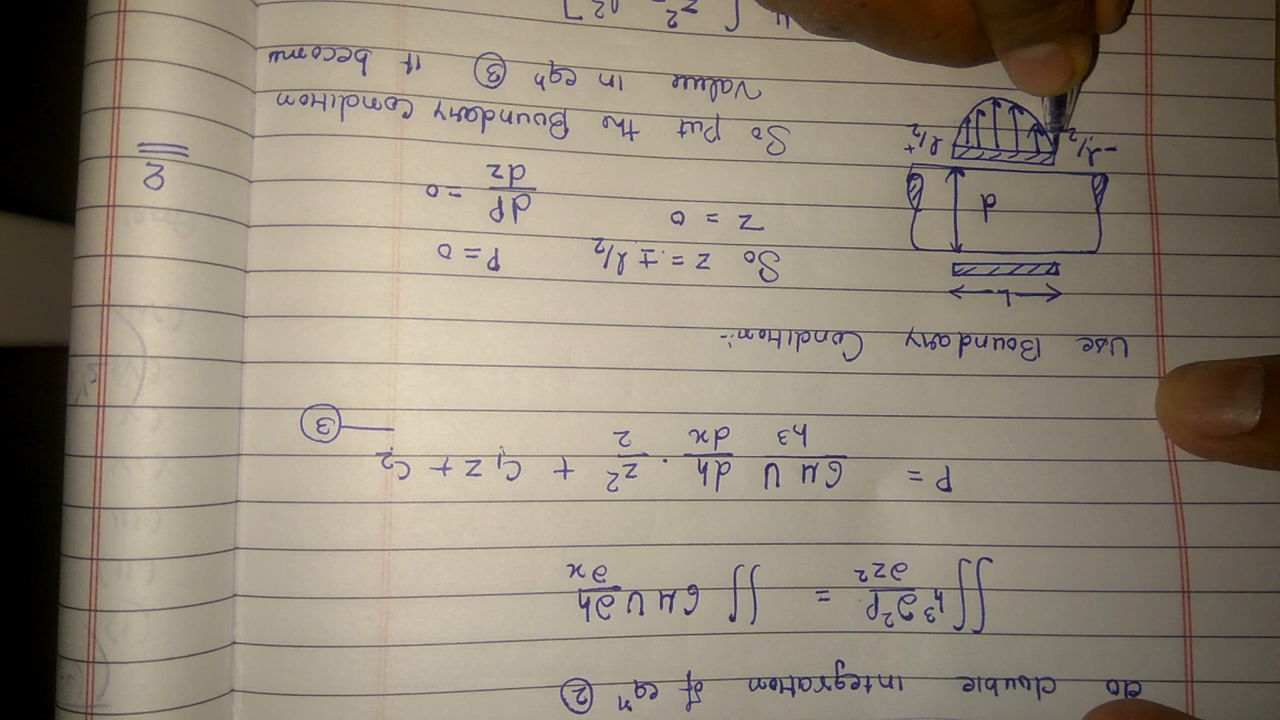 do double integration of eqⁿ ②
∬ h³ ∂²p/∂z² = ∬ 6μU ∂h/∂x
P = 6μU/h³ dh/dx · z²/2 + C₁z + C₂ — ③
Use Boundary Condition:-
L
So z = ± l/2 P = 0
d
z = 0 dP/dz = 0
2
+l/2 -l/2
So put the Boundary Condition
Value in eqⁿ ③ it become